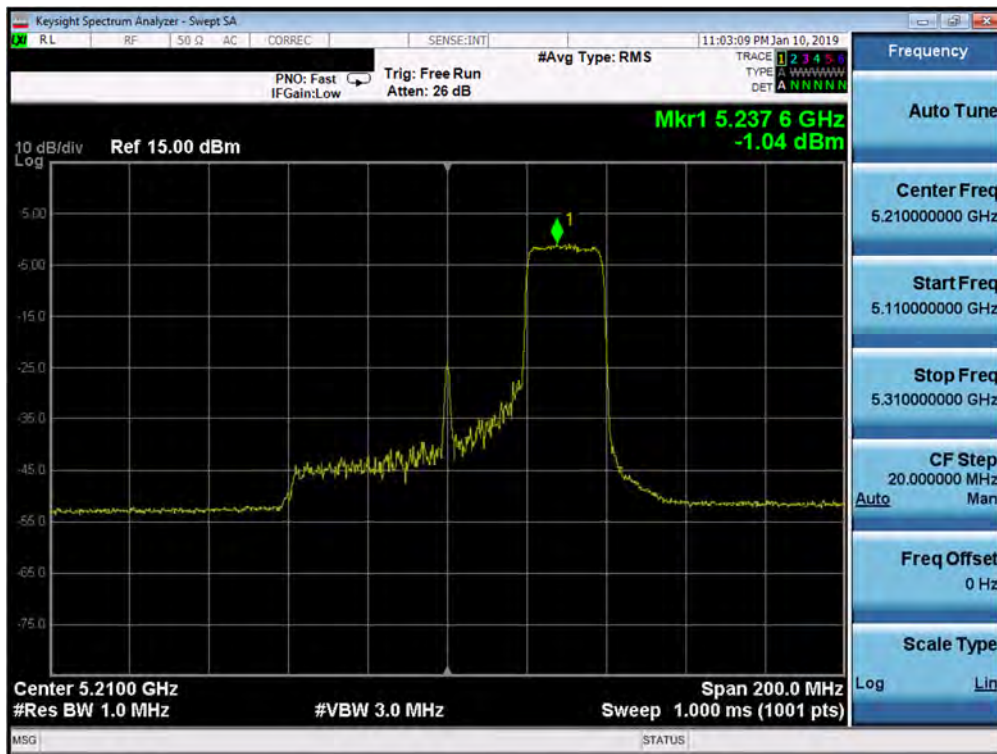 Keysight Spectrum Analyzer - Swept SA
LXI RL RF 50 Ω AC CORREC SENSE:INT 11:03:09 PM Jan 10, 2019
#Avg Type: RMS
TRACE 1 2 3 4 5 6
PNO: Fast Trig: Free Run
TYPE A WWWWW
IFGain:Low Atten: 26 dB
DET A N N N N N
Mkr1 5.237 6 GHz
-1.04 dBm
10 dB/div Ref 15.00 dBm
Log
1
-5.00
-5.00
-15.0
-25.0
-35.0
-45.0
-55.0
-65.0
-75.0
Center 5.2100 GHz Span 200.0 MHz
#Res BW 1.0 MHz #VBW 3.0 MHz Sweep 1.000 ms (1001 pts)
MSG STATUS
Frequency
Auto Tune
Center Freq
5.210000000 GHz
Start Freq
5.110000000 GHz
Stop Freq
5.310000000 GHz
CF Step
20.000000 MHz
Auto Man
Freq Offset
0 Hz
Scale Type
Log Lin